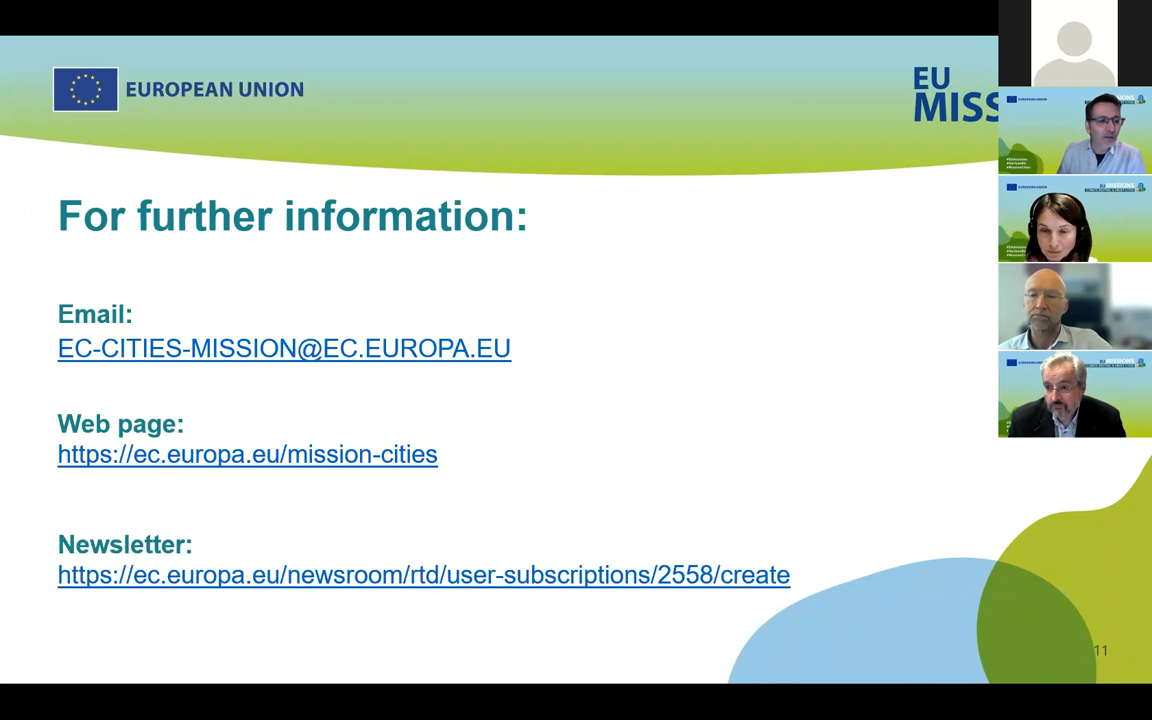 EUROPEAN UNION
EU
MISS
For further information:
Email:
EC-CITIES-MISSION@EC.EUROPA.EU
Web page:
https://ec.europa.eu/mission-cities
Newsletter:
https://ec.europa.eu/newsroom/rtd/user-subscriptions/2558/create
11